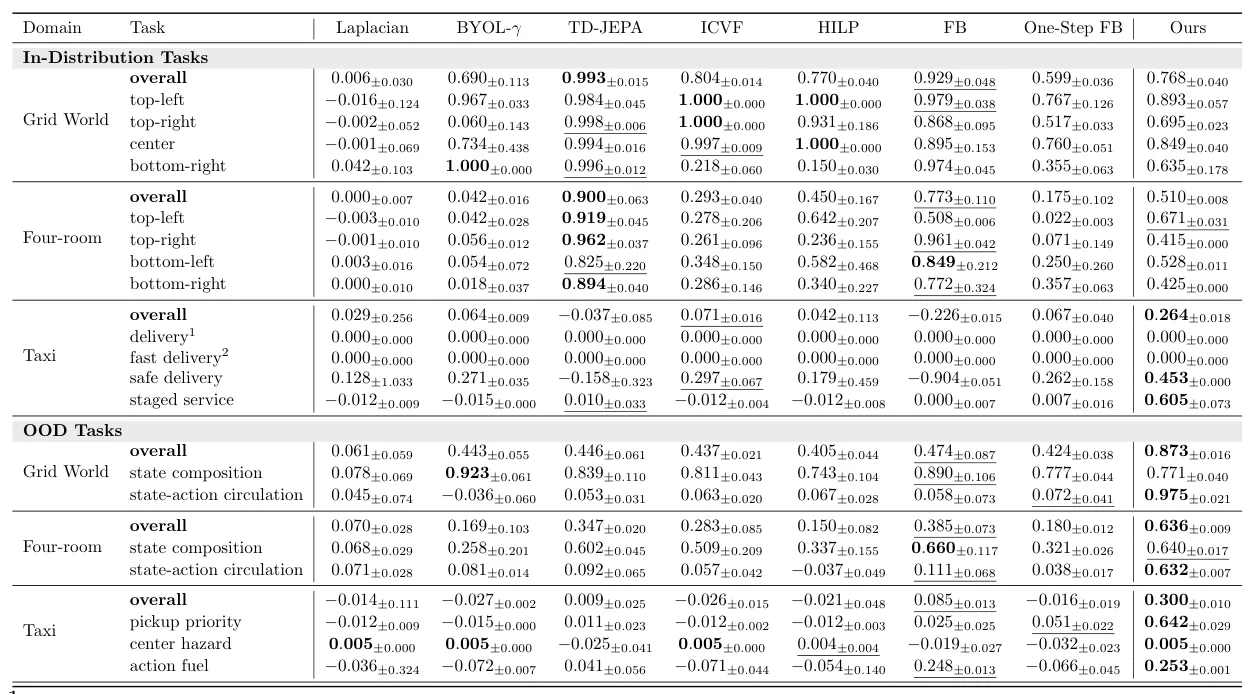 Domain Task Laplacian BYOL-γ TD-JEPA ICVF HILP FB One-Step FB Ours
In-Distribution Tasks
overall 0.006±0.030 0.690±0.113 0.993±0.015 0.804±0.014 0.770±0.040 0.929±0.048 0.599±0.036 0.768±0.040
top-left −0.016±0.124 0.967±0.033 0.984±0.045 1.000±0.000 1.000±0.000 0.979±0.038 0.767±0.126 0.893±0.057
Grid World top-right −0.002±0.052 0.060±0.143 0.998±0.006 1.000±0.000 0.931±0.186 0.868±0.095 0.517±0.033 0.695±0.023
center −0.001±0.069 0.734±0.438 0.994±0.016 0.997±0.009 1.000±0.000 0.895±0.153 0.760±0.051 0.849±0.040
bottom-right 0.042±0.103 1.000±0.000 0.996±0.012 0.218±0.060 0.150±0.030 0.974±0.045 0.355±0.063 0.635±0.178
overall 0.000±0.007 0.042±0.016 0.900±0.063 0.293±0.040 0.450±0.167 0.773±0.110 0.175±0.102 0.510±0.008
top-left −0.003±0.010 0.042±0.028 0.919±0.045 0.278±0.206 0.642±0.207 0.508±0.006 0.022±0.003 0.671±0.031
Four-room top-right −0.001±0.010 0.056±0.012 0.962±0.037 0.261±0.096 0.236±0.155 0.961±0.042 0.071±0.149 0.415±0.000
bottom-left 0.003±0.016 0.054±0.072 0.825±0.220 0.348±0.150 0.582±0.468 0.849±0.212 0.250±0.260 0.528±0.011
bottom-right 0.000±0.010 0.018±0.037 0.894±0.040 0.286±0.146 0.340±0.227 0.772±0.324 0.357±0.063 0.425±0.000
overall 0.029±0.256 0.064±0.009 −0.037±0.085 0.071±0.016 0.042±0.113 −0.226±0.015 0.067±0.040 0.264±0.018
delivery¹ 0.000±0.000 0.000±0.000 0.000±0.000 0.000±0.000 0.000±0.000 0.000±0.000 0.000±0.000 0.000±0.000
Taxi fast delivery² 0.000±0.000 0.000±0.000 0.000±0.000 0.000±0.000 0.000±0.000 0.000±0.000 0.000±0.000 0.000±0.000
safe delivery 0.128±1.033 0.271±0.035 −0.158±0.323 0.297±0.067 0.179±0.459 −0.904±0.051 0.262±0.158 0.453±0.000
staged service −0.012±0.009 −0.015±0.000 0.010±0.033 −0.012±0.004 −0.012±0.008 0.000±0.007 0.007±0.016 0.605±0.073
OOD Tasks
overall 0.061±0.059 0.443±0.055 0.446±0.061 0.437±0.021 0.405±0.044 0.474±0.087 0.424±0.038 0.873±0.016
Grid World state composition 0.078±0.069 0.923±0.061 0.839±0.110 0.811±0.043 0.743±0.104 0.890±0.106 0.777±0.044 0.771±0.040
state-action circulation 0.045±0.074 −0.036±0.060 0.053±0.031 0.063±0.020 0.067±0.028 0.058±0.073 0.072±0.041 0.975±0.021
overall 0.070±0.028 0.169±0.103 0.347±0.020 0.283±0.085 0.150±0.082 0.385±0.073 0.180±0.012 0.636±0.009
Four-room state composition 0.068±0.029 0.258±0.201 0.602±0.045 0.509±0.209 0.337±0.155 0.660±0.117 0.321±0.026 0.640±0.017
state-action circulation 0.071±0.028 0.081±0.014 0.092±0.065 0.057±0.042 −0.037±0.049 0.111±0.068 0.038±0.017 0.632±0.007
overall −0.014±0.111 −0.027±0.002 0.009±0.025 −0.026±0.015 −0.021±0.048 0.085±0.013 −0.016±0.019 0.300±0.010
Taxi pickup priority −0.012±0.009 −0.015±0.000 0.011±0.023 −0.012±0.002 −0.012±0.003 0.025±0.025 0.051±0.022 0.642±0.029
center hazard 0.005±0.000 0.005±0.000 −0.025±0.041 0.005±0.000 0.004±0.004 −0.019±0.027 −0.032±0.023 0.005±0.000
action fuel −0.036±0.324 −0.072±0.007 0.041±0.056 −0.071±0.044 −0.054±0.140 0.248±0.013 −0.066±0.045 0.253±0.001